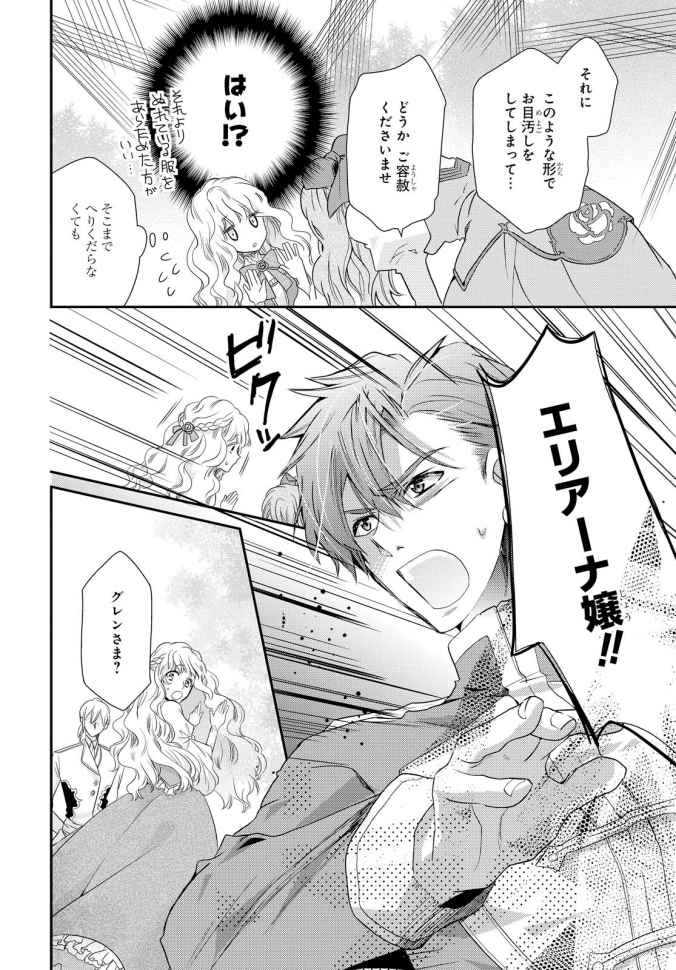 それに
このような形で
お目汚しを
してしまって…
どうか ご容赦
くださいませ
はい!?
それより
ぬれてりる服を
あらためた方が
いい…
そこまで
へりくだらな
くても
エリアーナ嬢!!
ビクッ
グレンさま?